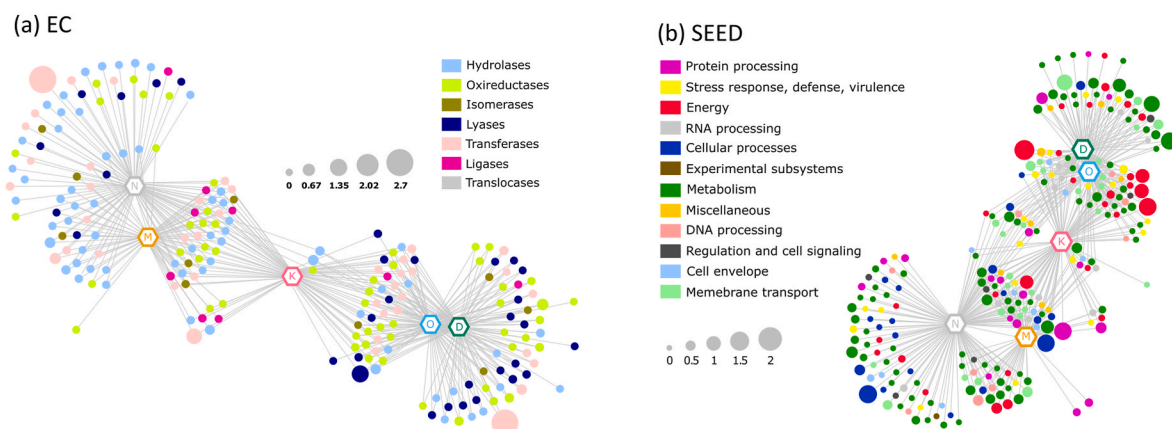 (a) EC
Hydrolases
Oxireductases
Isomerases
Lyases
Transferases
Ligases
Translocases
0 0.67 1.35 2.02 2.7
N
M
K
O D
(b) SEED
Protein processing
Stress response, defense, virulence
Energy
RNA processing
Cellular processes
Experimental subsystems
Metabolism
Miscellaneous
DNA processing
Regulation and cell signaling
Cell envelope
Memebrane transport
0 0.5 1 1.5 2
D
O
K
N
M